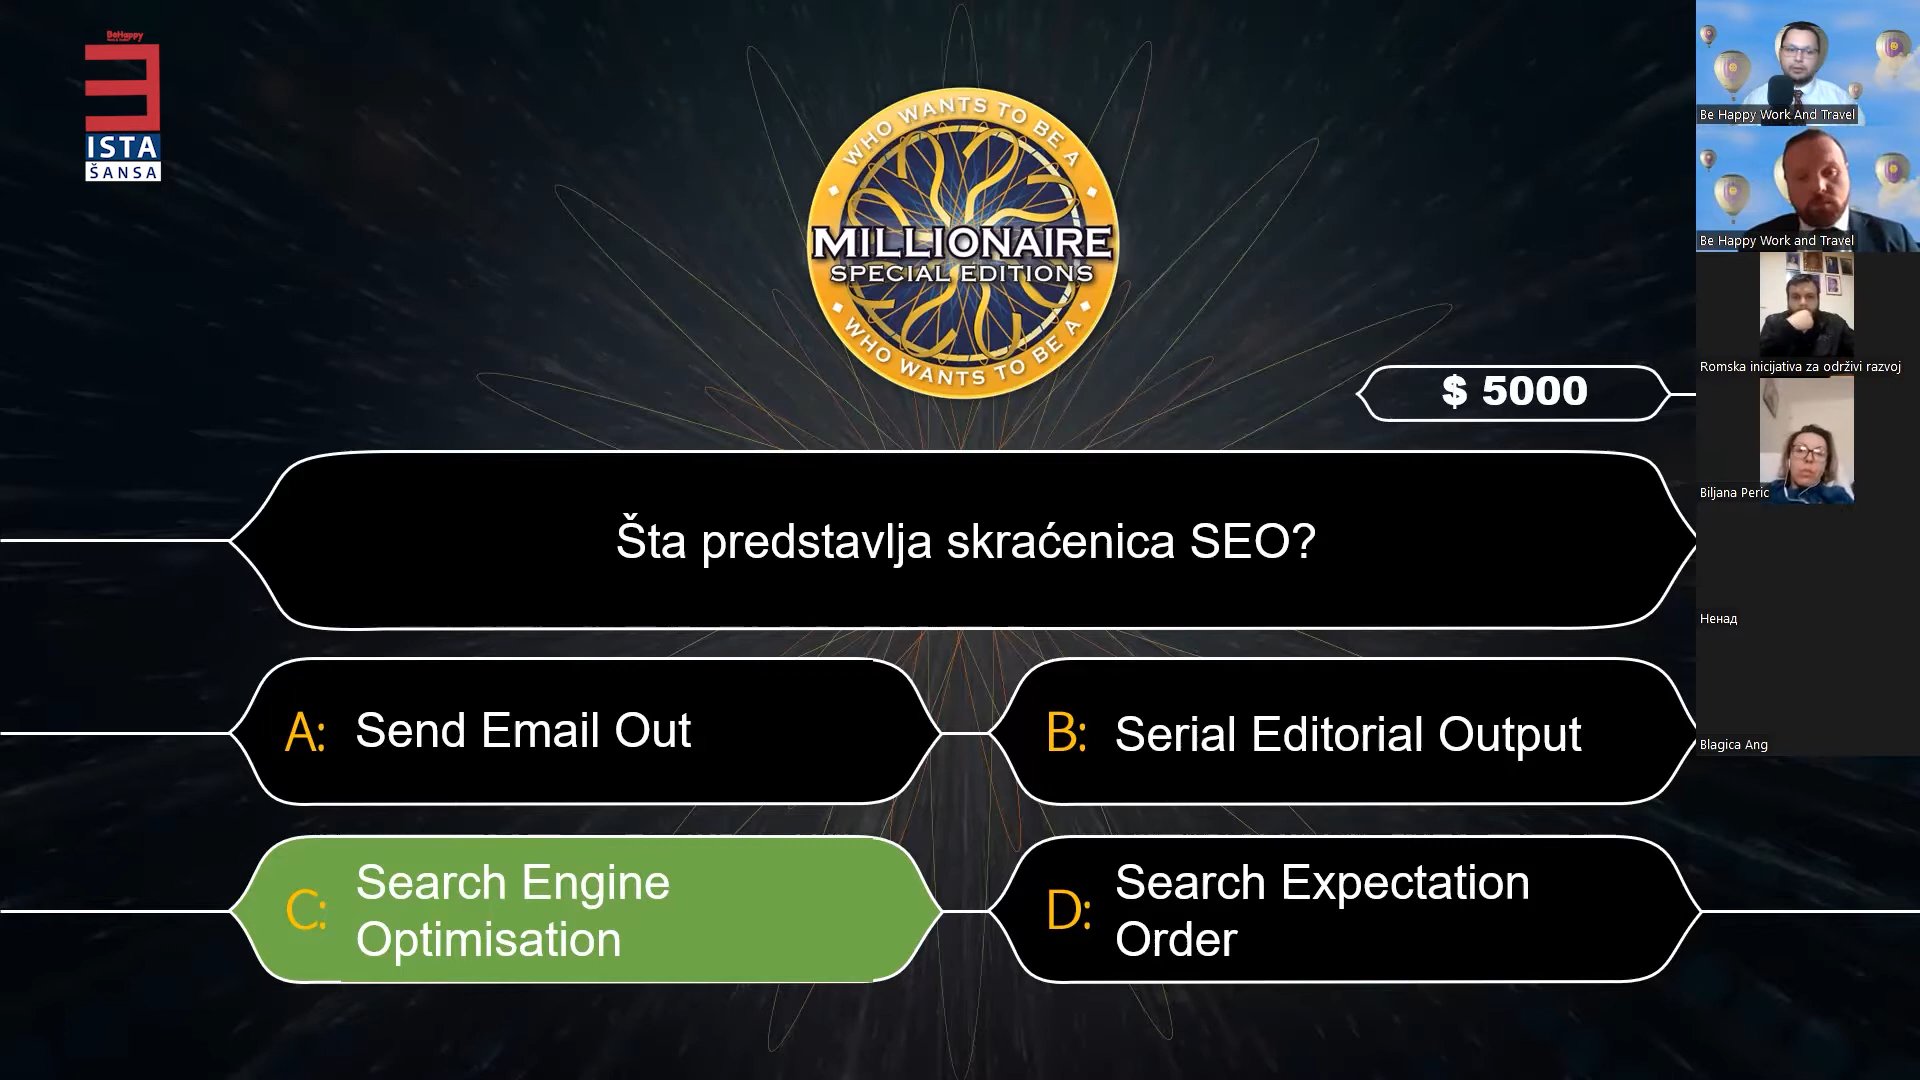 BeHappy
ISTA
ŠANSA
WHO WANTS TO BE A
MILLIONAIRE
SPECIAL EDITIONS
WHO WANTS TO BE A
$ 5000
Šta predstavlja skraćenica SEO?
A: Send Email Out
B: Serial Editorial Output
C: Search Engine
Optimisation
D: Search Expectation
Order
Be Happy Work And Travel
Be Happy Work and Travel
Romska inicijativa za održivi razvoj
Biljana Peric
Ненад
Blagica Ang